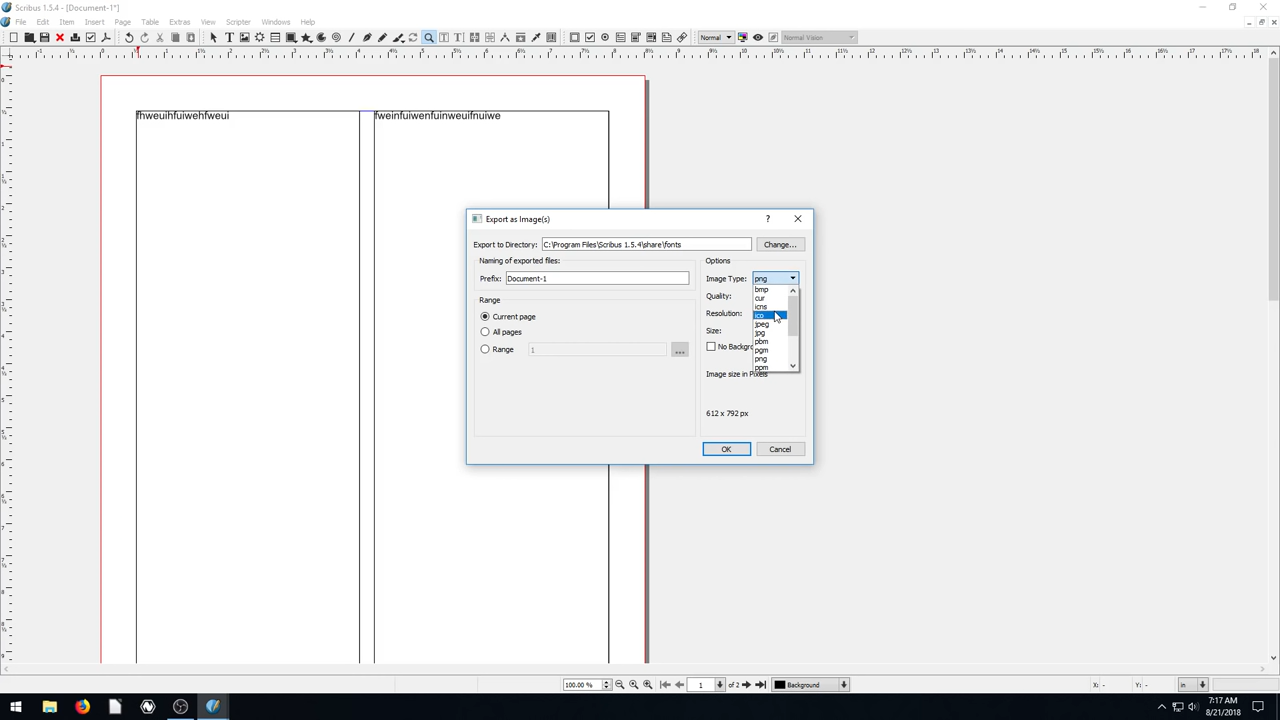 Scribus 1.5.4 - [Document-1*]
File Edit Item Insert Page Table Extras View Scripter Windows Help
Normal Normal Vision
fhweuihfuiwehfweui fweinfuiwenfuinweuifnuiwe
Export as Image(s) ?
Export to Directory: C:\Program Files\Scribus 1.5.4\share\fonts Change...
Naming of exported files:
Prefix: Document-1
Range
Current page
All pages
Range 1 ...
Options
Image Type: png
bmp
cur
icns
ico
jpeg
jpg
pbm
pgm
png
ppm
Quality:
Resolution:
Size:
No Backgro
Image size in Pixels
612 x 792 px
OK Cancel
100.00 % 1 of 2 Background X: - Y: - in
7:17 AM
8/21/2018